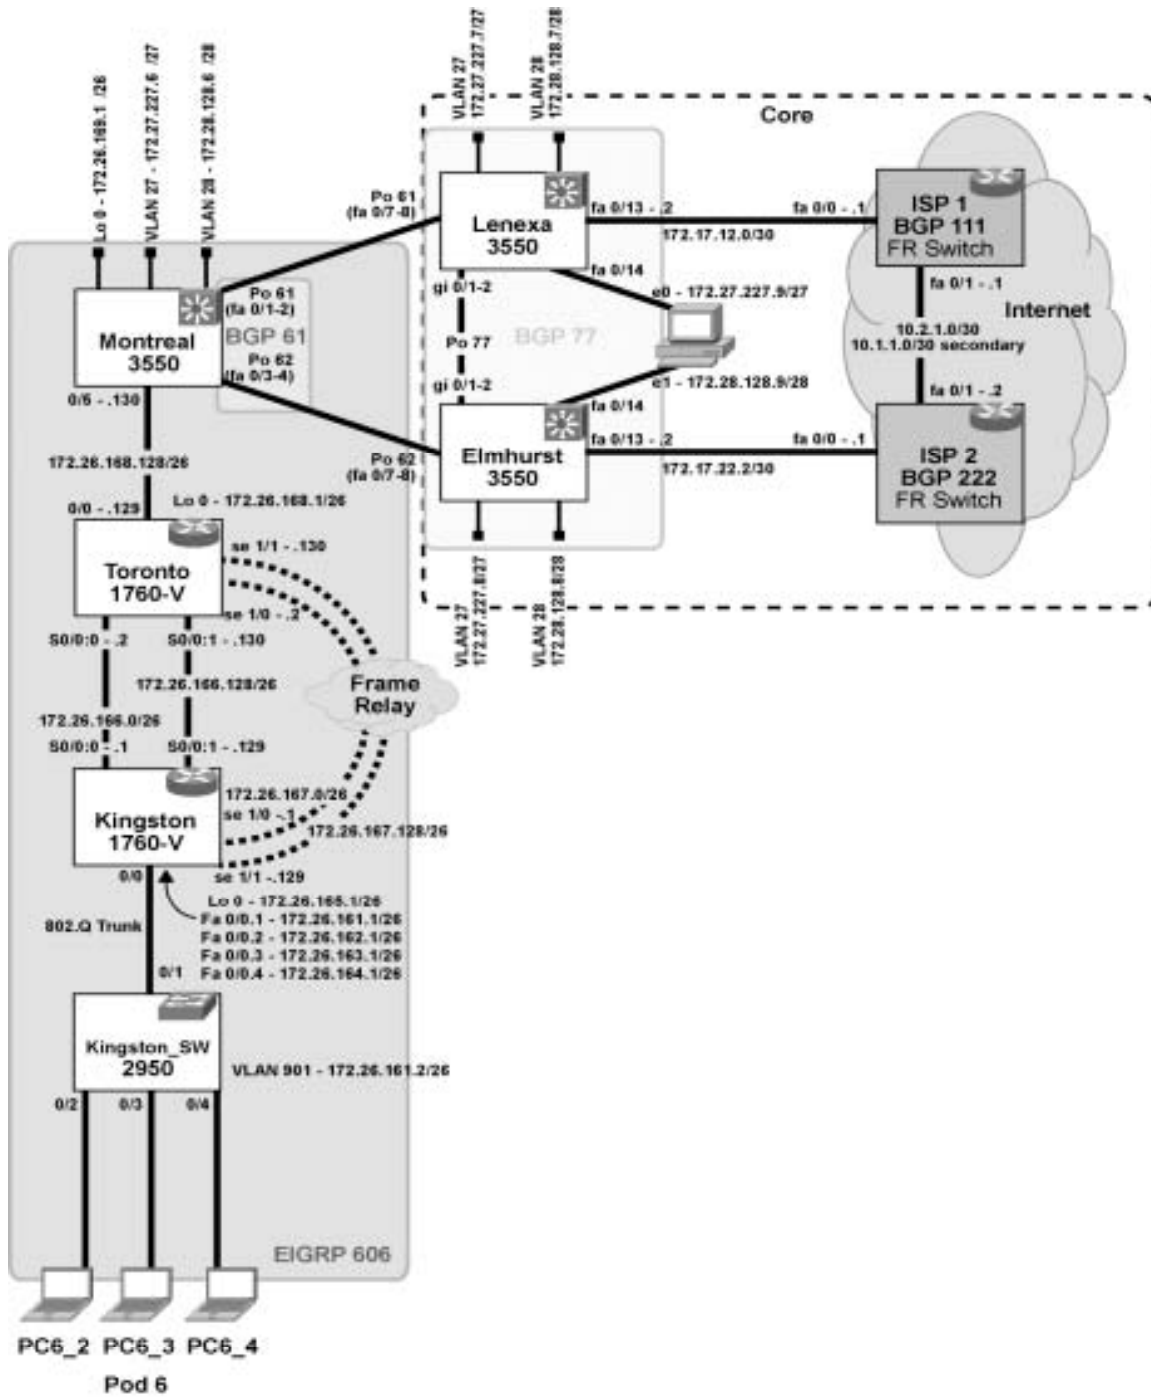 Lo 0 - 172.26.169.1 /26
VLAN 27 - 172.27.227.6 /27
VLAN 28 - 172.28.128.6 /28
VLAN 27
172.27.227.7/27
VLAN 28
172.28.128.7/28
Core
Po 61
(fa 0/7-8)
Lenexa
3550
fa 0/13 - .2
fa 0/0 - .1
172.17.12.0/30
ISP 1
BGP 111
FR Switch
fa 0/14
gi 0/1-2
e0 - 172.27.227.9/27
fa 0/1 - .1
Internet
Po 61
(fa 0/1-2)
BGP 61
Montreal
3550
Po 62
(fa 0/3-4)
Po 77
BGP 77
10.2.1.0/30
10.1.1.0/30 secondary
gi 0/1-2
e1 - 172.28.128.9/28
fa 0/1 - .2
0/5 - .130
fa 0/14
fa 0/13 - .2
fa 0/0 - .1
Elmhurst
3550
172.17.22.2/30
ISP 2
BGP 222
FR Switch
Po 62
(fa 0/7-8)
172.26.168.128/26
0/0 - .129
Lo 0 - 172.26.168.1/26
Toronto
1760-V
se 1/1 - .130
se 1/0 - .2
VLAN 27
172.27.227.8/27
VLAN 28
172.28.128.8/28
S0/0:0 - .2
S0/0:1 - .130
172.26.166.128/26
Frame
Relay
172.26.166.0/26
S0/0:0 - .1
S0/0:1 - .129
Kingston
1760-V
172.26.167.0/26
se 1/0 - .1
172.26.167.128/26
0/0
se 1/1 - .129
Lo 0 - 172.26.165.1/26
Fa 0/0.1 - 172.26.161.1/26
Fa 0/0.2 - 172.26.162.1/26
Fa 0/0.3 - 172.26.163.1/26
Fa 0/0.4 - 172.26.164.1/26
802.Q Trunk
0/1
Kingston_SW
2950
VLAN 901 - 172.26.161.2/26
0/2
0/3
0/4
EIGRP 606
PC6_2
PC6_3
PC6_4
Pod 6